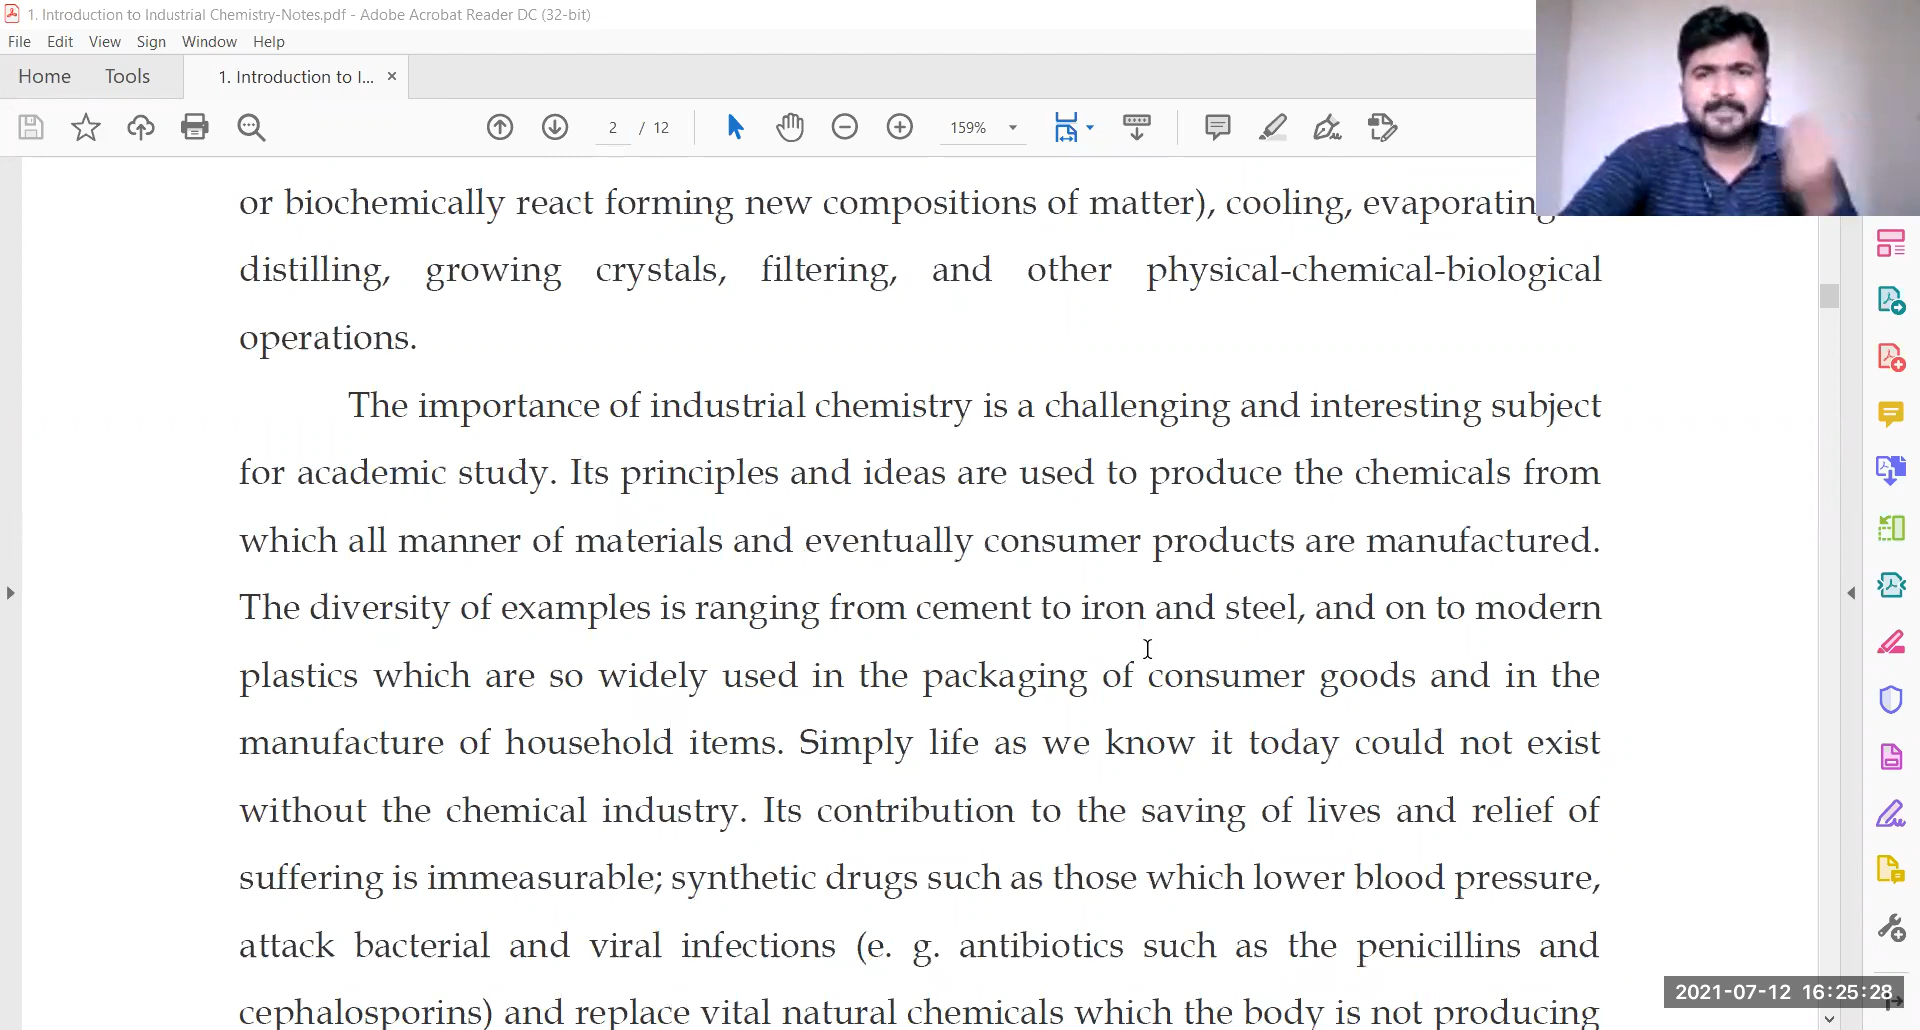 1. Introduction to Industrial Chemistry-Notes.pdf - Adobe Acrobat Reader DC (32-bit)
File Edit View Sign Window Help
Home Tools 1. Introduction to I... ×
2 / 12 159%
or biochemically react forming new compositions of matter), cooling, evaporating
distilling, growing crystals, filtering, and other physical-chemical-biological
operations.
The importance of industrial chemistry is a challenging and interesting subject
for academic study. Its principles and ideas are used to produce the chemicals from
which all manner of materials and eventually consumer products are manufactured.
The diversity of examples is ranging from cement to iron and steel, and on to modern
plastics which are so widely used in the packaging of consumer goods and in the
manufacture of household items. Simply life as we know it today could not exist
without the chemical industry. Its contribution to the saving of lives and relief of
suffering is immeasurable; synthetic drugs such as those which lower blood pressure,
attack bacterial and viral infections (e. g. antibiotics such as the penicillins and
cephalosporins) and replace vital natural chemicals which the body is not producing
2021-07-12 16:25:28